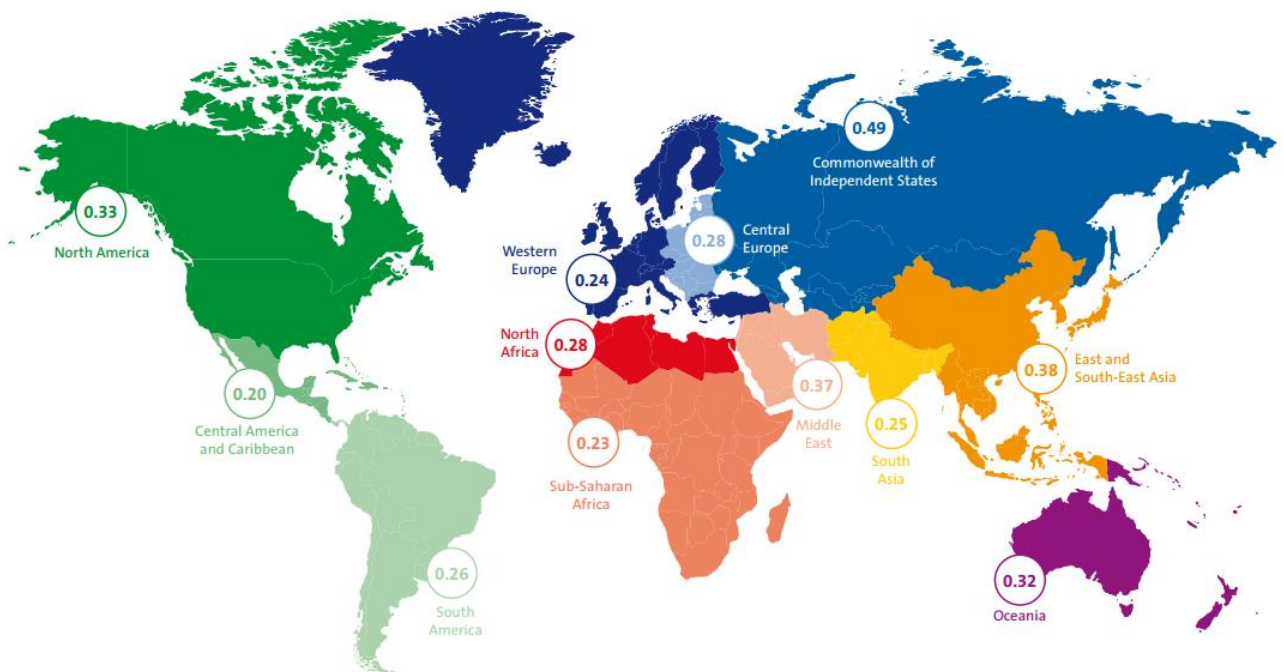 0.49
Commonwealth of
Independent States
0.33
North America
0.28
Central
Europe
Western
Europe
0.24
North
Africa
0.28
0.38
East and
South-East Asia
0.20
Central America
and Caribbean
0.37
Middle
East
0.25
South
Asia
0.23
Sub-Saharan
Africa
0.26
South
America
0.32
Oceania